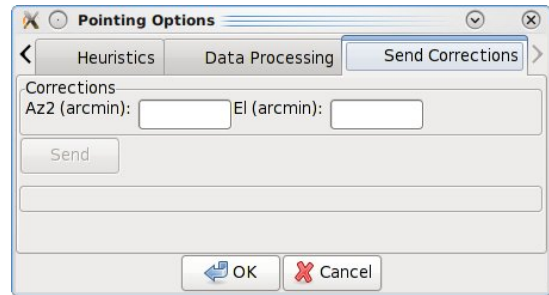 Pointing Options
Heuristics Data Processing Send Corrections
Corrections
Az2 (arcmin): El (arcmin):
Send
OK Cancel